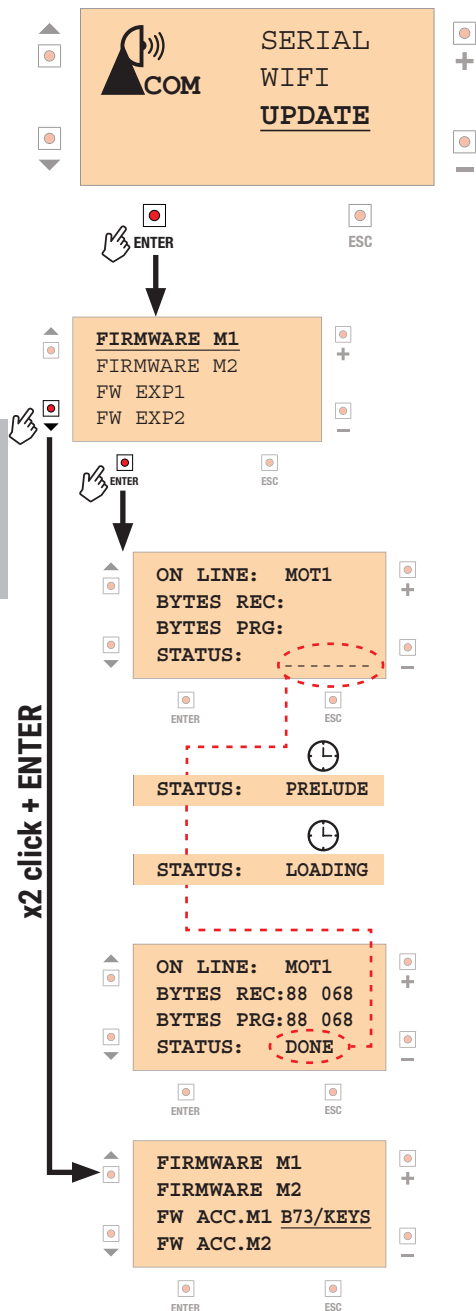 SERIAL
COM WIFI
UPDATE
+
−
ENTER ESC
FIRMWARE M1
FIRMWARE M2
FW EXP1
FW EXP2
+
−
ENTER ESC
x2 click + ENTER
ON LINE: MOT1
BYTES REC:
BYTES PRG:
STATUS: _ _ _ _ _ _
+
−
ENTER ESC
STATUS: PRELUDE
STATUS: LOADING
ON LINE: MOT1
BYTES REC:88 068
BYTES PRG:88 068
STATUS: DONE
+
−
ENTER ESC
FIRMWARE M1
FIRMWARE M2
FW ACC.M1 B73/KEYS
FW ACC.M2
+
−
ENTER ESC